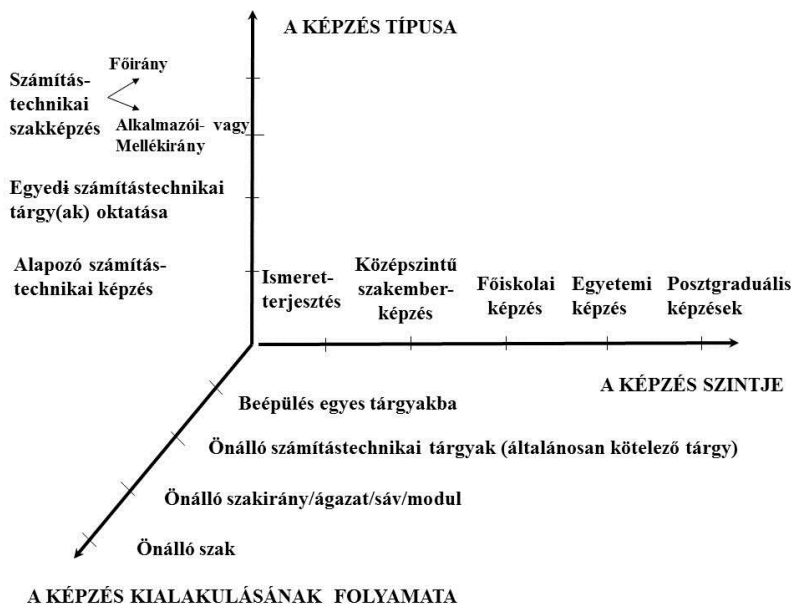 A KÉPZÉS TÍPUSA
Főirány
Számítás-
technikai
szakképzés
Alkalmazói- vagy
Mellékirány
Egyedi számítástechnikai
tárgy(ak) oktatása
Alapozó számítás-
technikai képzés
Ismeret-
terjesztés
Középszintű
szakember-
képzés
Főiskolai
képzés
Egyetemi
képzés
Posztgraduális
képzések
A KÉPZÉS SZINTJE
Beépülés egyes tárgyakba
Önálló számítástechnikai tárgyak (általánosan kötelező tárgy)
Önálló szakirány/ágazat/sáv/modul
Önálló szak
A KÉPZÉS KIALAKULÁSÁNAK FOLYAMATA